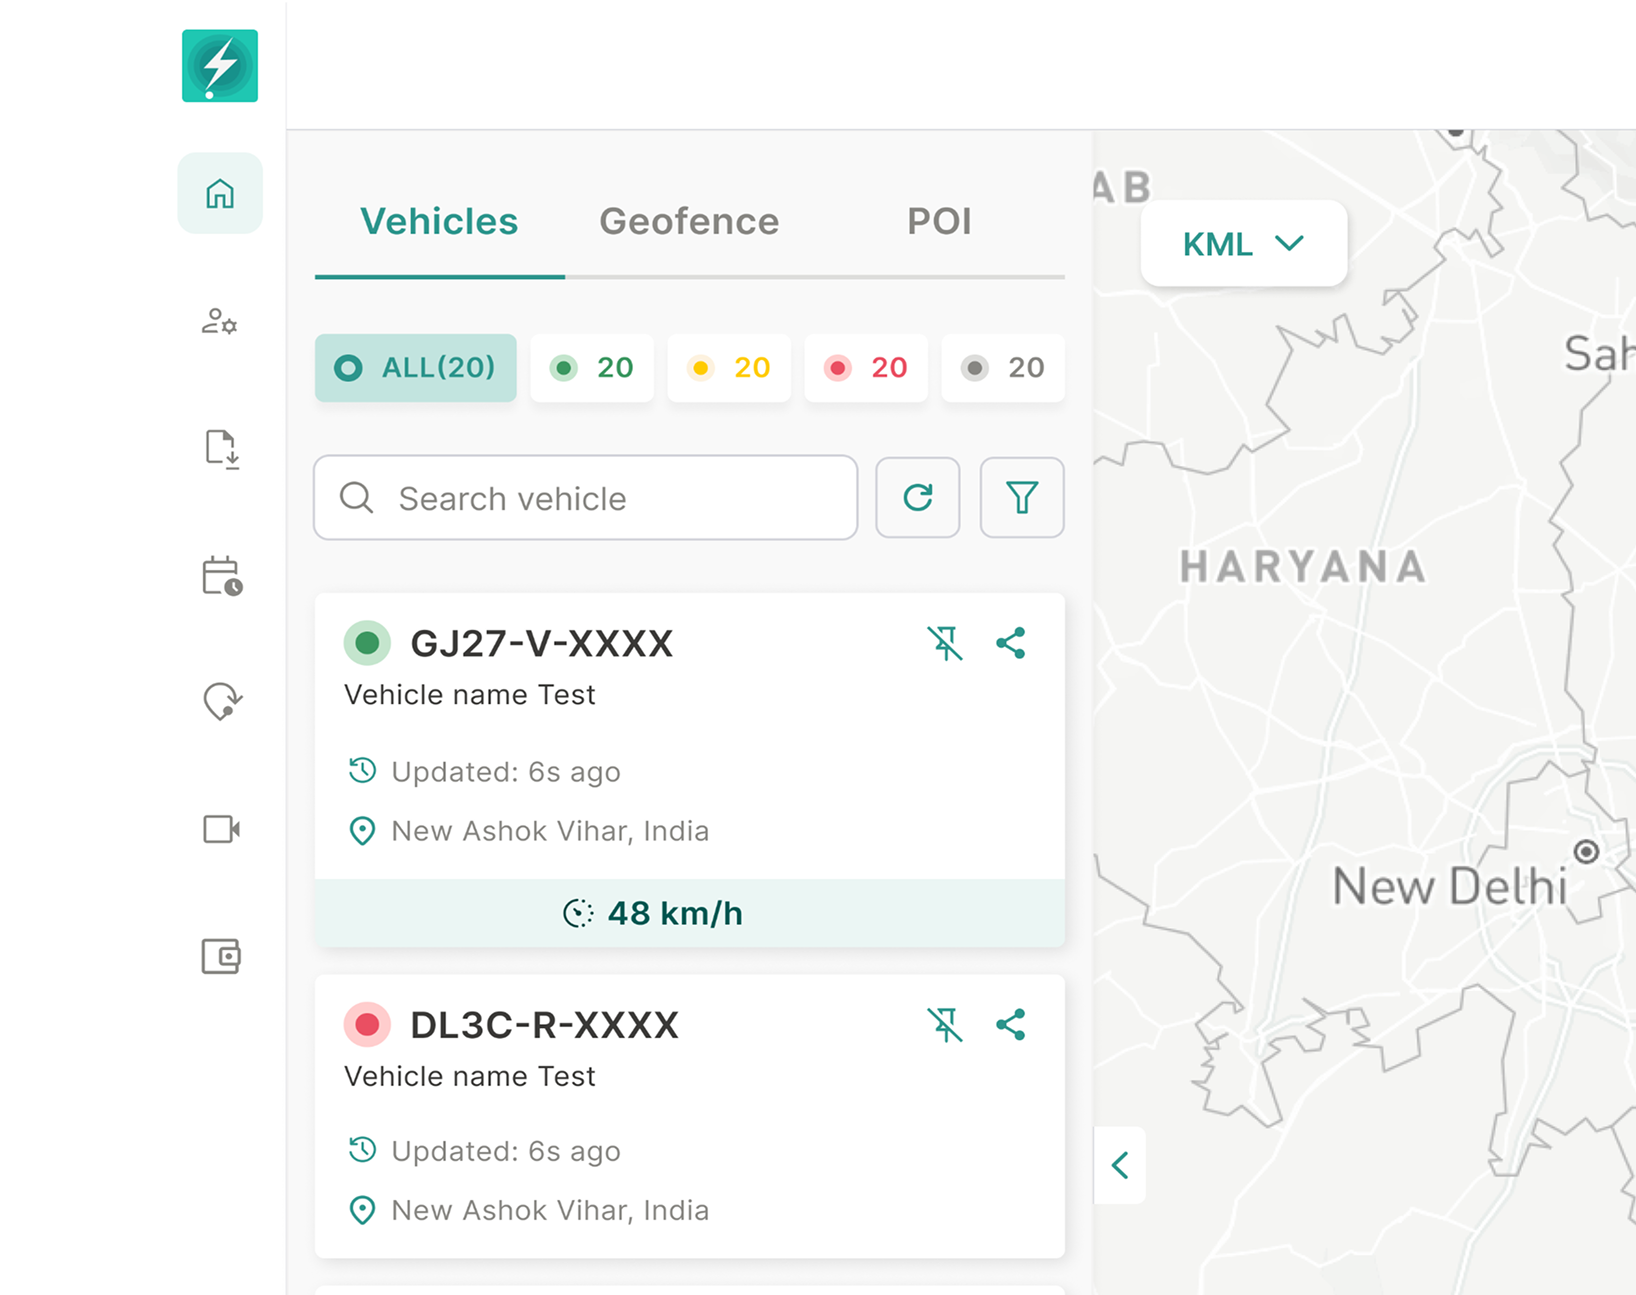 Vehicles
Geofence
POI
ALL(20)
20
20
20
20
Search vehicle
GJ27-V-XXXX
Vehicle name Test
Updated: 6s ago
New Ashok Vihar, India
48 km/h
DL3C-R-XXXX
Vehicle name Test
Updated: 6s ago
New Ashok Vihar, India
AB
KML
Sah
HARYANA
New Delhi